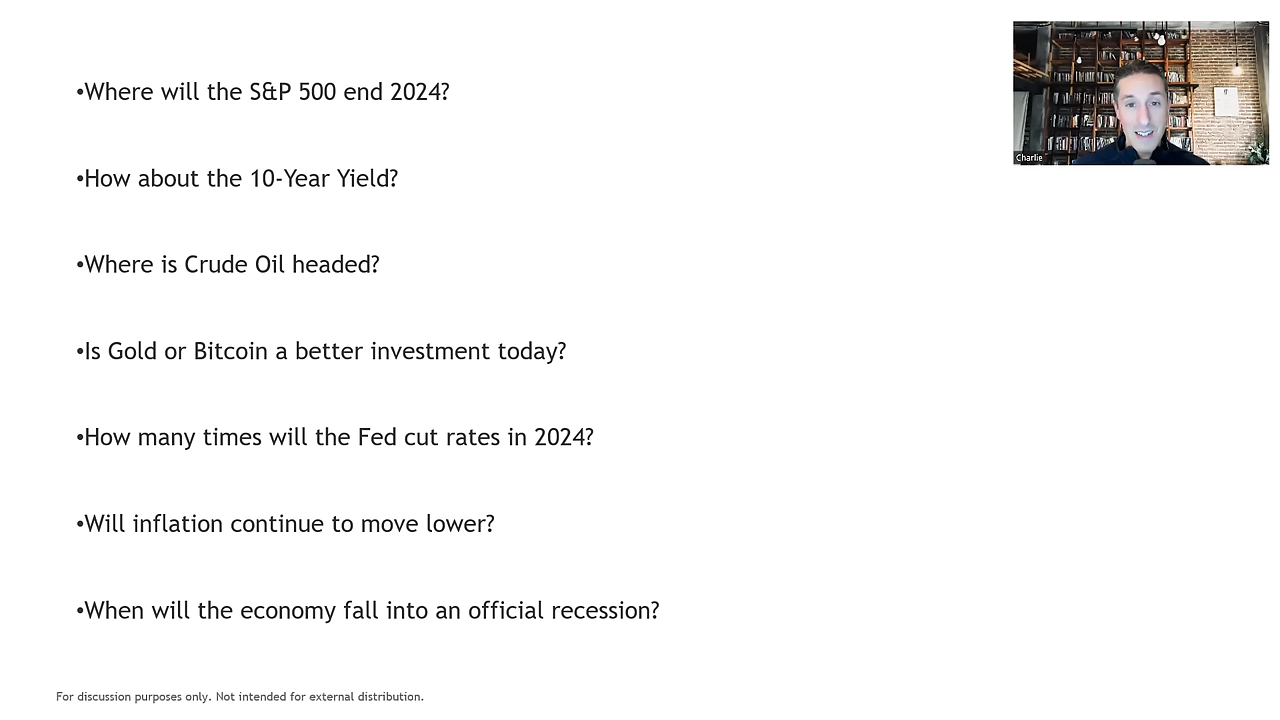 •Where will the S&P 500 end 2024?
•How about the 10-Year Yield?
•Where is Crude Oil headed?
•Is Gold or Bitcoin a better investment today?
•How many times will the Fed cut rates in 2024?
•Will inflation continue to move lower?
•When will the economy fall into an official recession?
For discussion purposes only. Not intended for external distribution.
Charlie